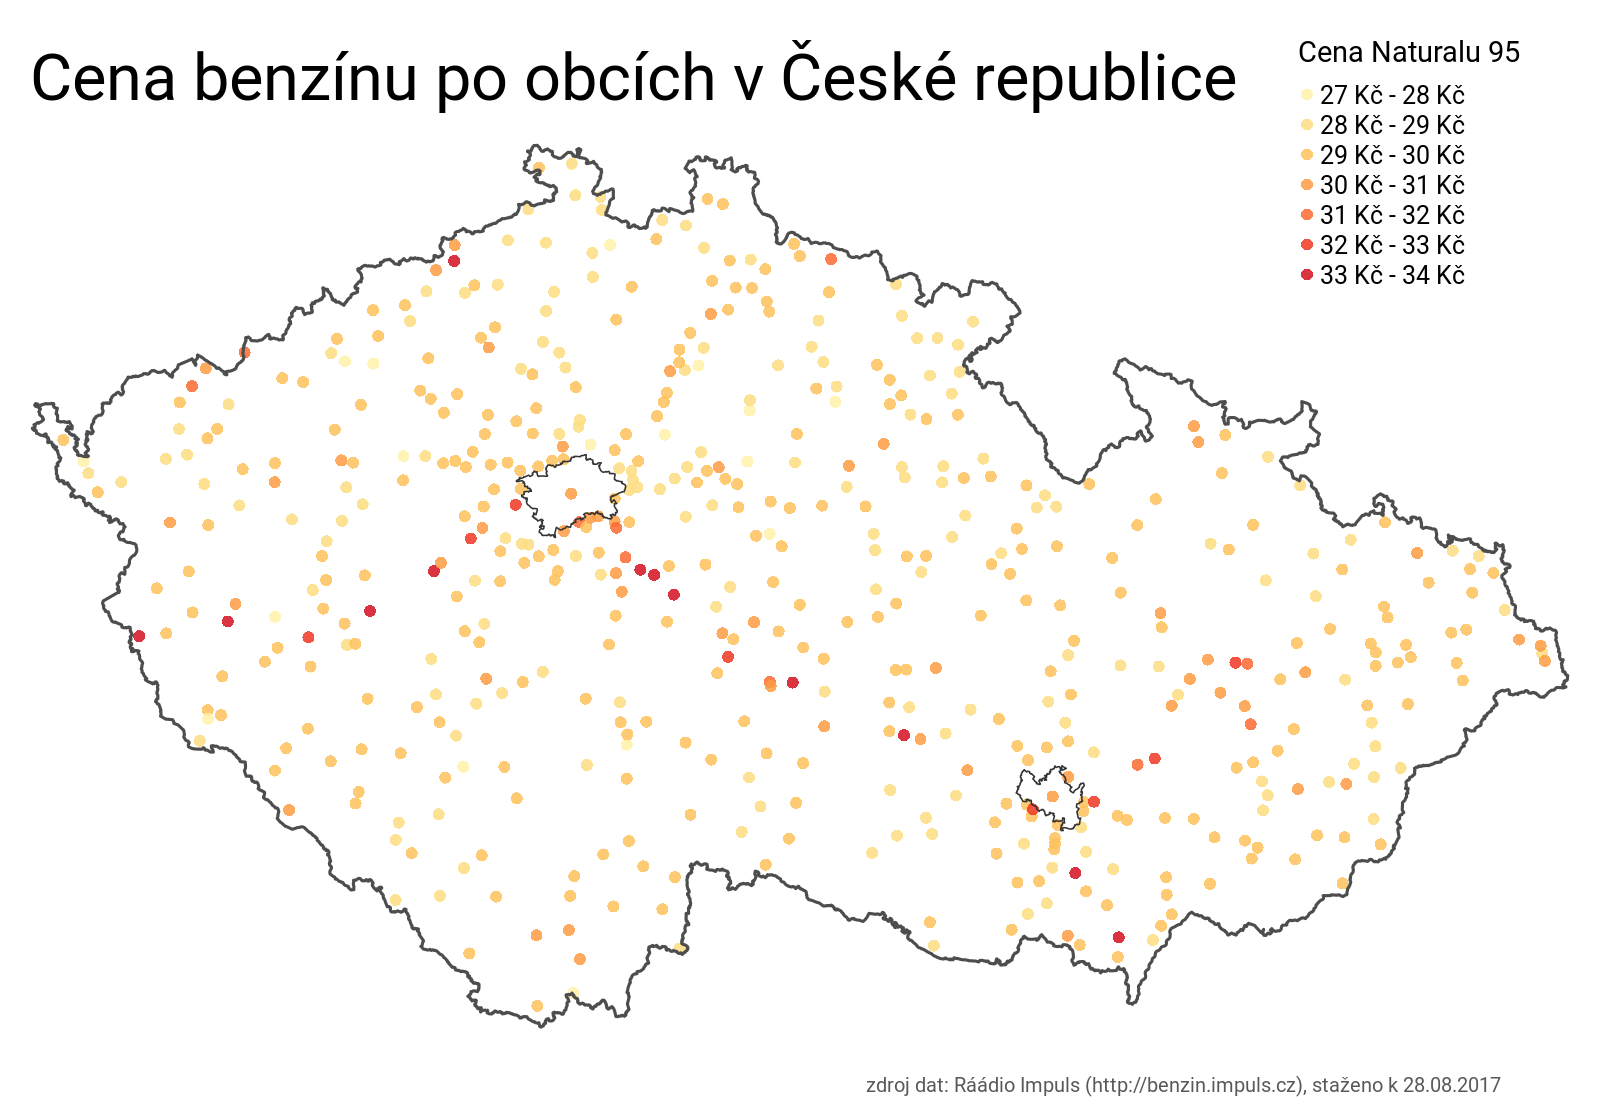 Cena benzínu po obcích v České republice
Cena Naturalu 95
27 Kč - 28 Kč
28 Kč - 29 Kč
29 Kč - 30 Kč
30 Kč - 31 Kč
31 Kč - 32 Kč
32 Kč - 33 Kč
33 Kč - 34 Kč
zdroj dat: Ráádio Impuls (http://benzin.impuls.cz), staženo k 28.08.2017